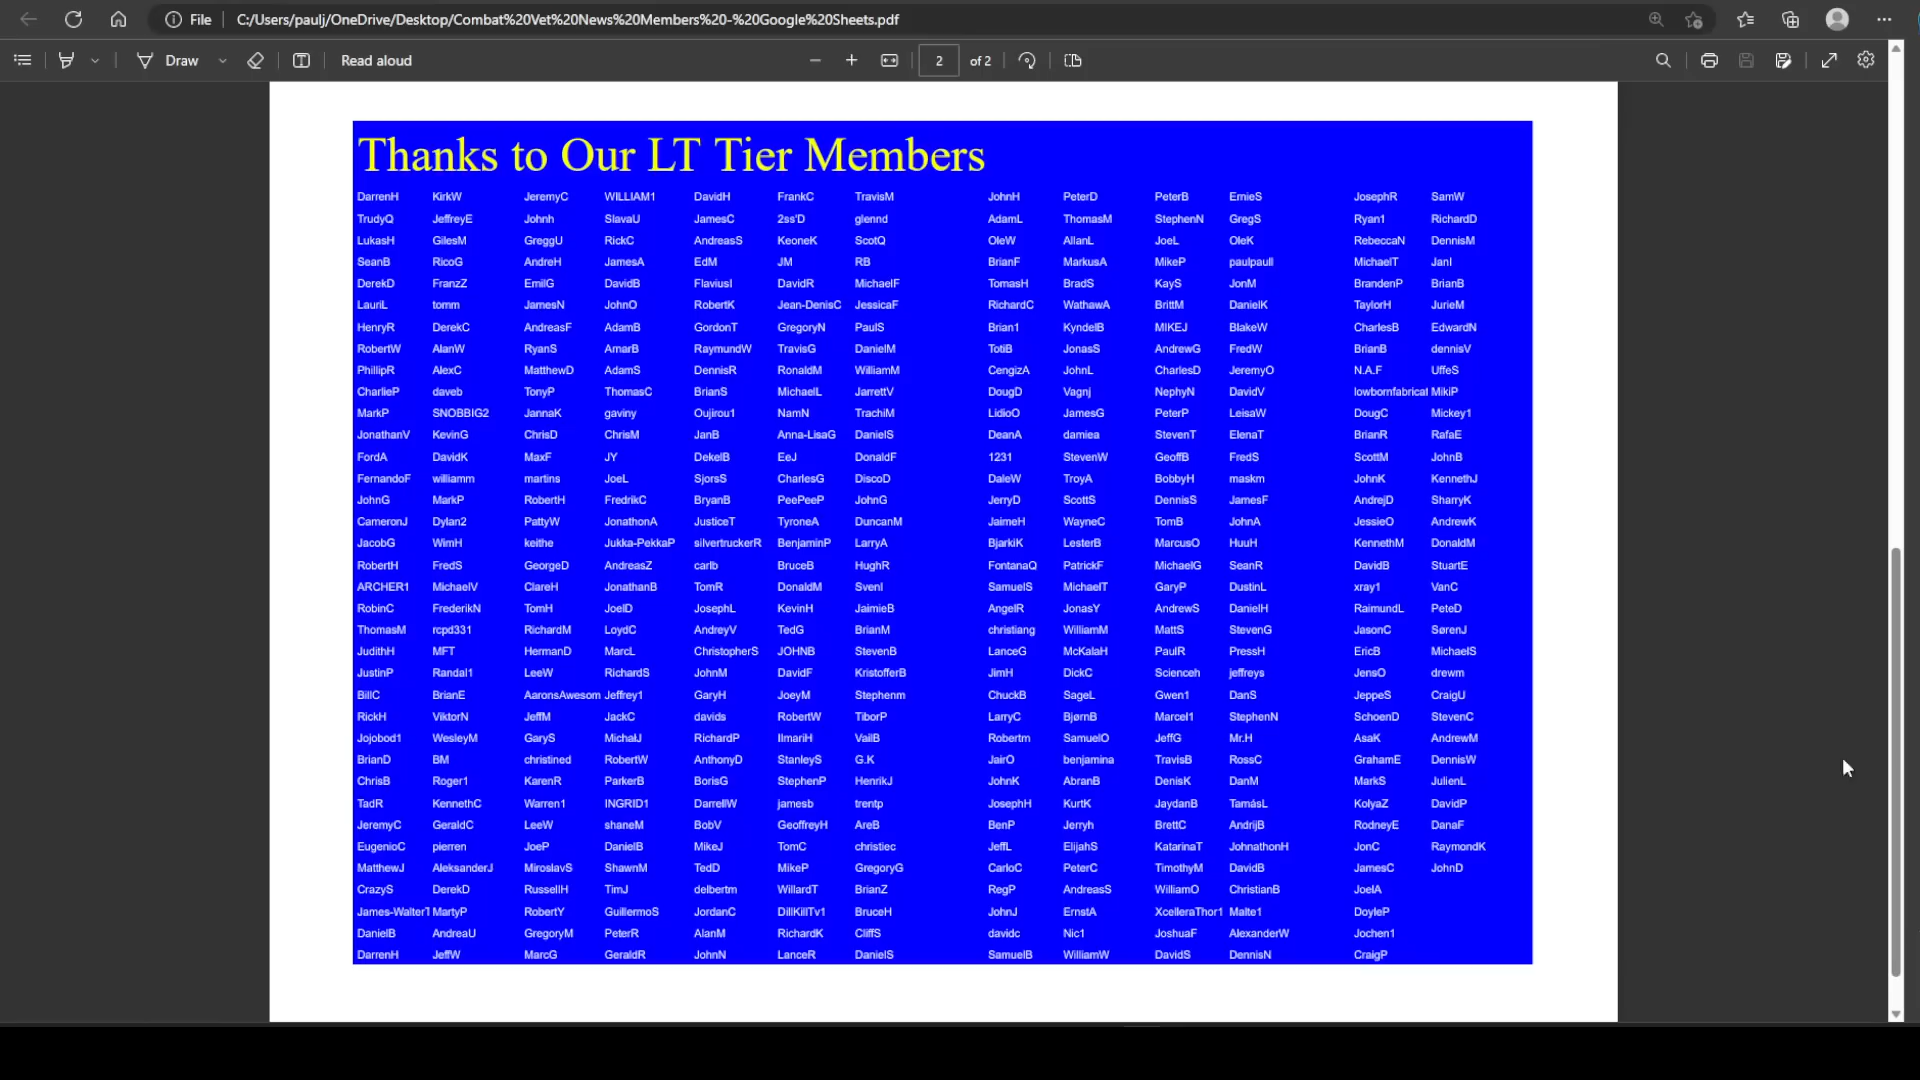 File C:/Users/paulj/OneDrive/Desktop/Combat%20Vet%20News%20Members%20-%20Google%20Sheets.pdf
Draw Read aloud 2 of 2
Thanks to Our LT Tier Members
DarrenH KirkW JeremyC WILLIAM1 DavidH FrankC TravisM JohnH PeterD PeterB ErnieS JosephR SamW
TrudyQ JeffreyE Johnh SlavaU JamesC 2ss'D glennd AdamL ThomasM StephenN GregS Ryan1 RichardD
LukasH GilesM GreggU RickC AndreasS KeoneK ScotQ OleW AllanL JoeL OleK RebeccaN DennisM
SeanB RicoG AndreH JamesA EdM JM RB BrianF MarkusA MikeP paulpaull MichaelT JanI
DerekD FranzZ EmilG DavidB FlaviusI DavidR MichaelF TomasH BradS KayS JonM BrandenP BrianB
LauriL tomm JamesN JohnO RobertK Jean-DenisC JessicaF RichardC WathawA BrittM DanielK TaylorH JurieM
HenryR DerekC AndreasF AdamB GordonT GregoryN PaulS Brian1 KyndelB MIKEJ BlakeW CharlesB EdwardN
RobertW AlanW RyanS AmarB RaymundW TravisG DanielM TotiB JonasS AndrewG FredW BrianB dennisV
PhillipR AlexC MatthewD AdamS DennisR RonaldM WilliamM CengizA JohnL CharlesD JeremyO N.A.F UffeS
CharlieP daveb TonyP ThomasC BrianS MichaelL JarrettV DougD Vagnj NephyN DavidV lowbornfabricat MikiP
MarkP SNOBBIG2 JannaK gaviny Oujirou1 NamN TrachiM LidioO JamesG PeterP LeisaW DougC Mickey1
JonathanV KevinG ChrisD ChrisM JanB Anna-LisaG DanielS DeanA damiea StevenT ElenaT BrianR RafaE
FordA DavidK MaxF JY DekelB EeJ DonaldF 1231 StevenW GeoffB FredS ScottM JohnB
FernandoF williamm martins JoeL SjorsS CharlesG DiscoD DaleW TroyA BobbyH maskm JohnK KennethJ
JohnG MarkP RobertH FredrikC BryanB PeePeeP JohnG JerryD ScottS DennisS JamesF AndrejD SharryK
CameronJ Dylan2 PattyW JonathonA JusticeT TyroneA DuncanM JaimeH WayneC TomB JohnA JessieO AndrewK
JacobG WimH keithe Jukka-PekkaP silvertruckerR BenjaminP LarryA BjarkiK LesterB MarcusO HuuH KennethM DonaldM
RobertH FredS GeorgeD AndreasZ carlb BruceB HughR FontanaQ PatrickF MichaelG SeanR DavidB StuartE
ARCHER1 MichaelV ClareH JonathanB TomR DonaldM SvenI SamuelS MichaelT GaryP DustinL xray1 VanC
RobinC FrederikN TomH JoelD JosephL KevinH JaimieB AngelR JonasY AndrewS DanielH RaimundL PeteD
ThomasM rcpd331 RichardM LoydC AndreyV TedG BrianM christiang WilliamM MattS StevenG JasonC SørenJ
JudithH MFT HermanD MarcL ChristopherS JOHNB StevenB LanceG McKalaH PaulR PressH EricB MichaelS
JustinP Randal1 LeeW RichardS JohnM DavidF KristofferB JimH DickC Scienceh jeffreys JensO drewm
BillC BrianE AaronsAwesom Jeffrey1 GaryH JoeyM Stephenm ChuckB SageL Gwen1 DanS JeppeS CraigU
RickH ViktorN JeffM JackC davids RobertW TiborP LarryC BjørnB Marcel1 StephenN SchoenD StevenC
Jojobod1 WesleyM GaryS MichalJ RichardP IlmariH VailB Robertm SamuelO JeffG Mr.H AsaK AndrewM
BrianD BM christined RobertW AnthonyD StanleyS G.K JairO benjamina TravisB RossC GrahamE DennisW
ChrisB Roger1 KarenR ParkerB BorisG StephenP HenrikJ JohnK AbranB DenisK DanM MarkS JulienL
TadR KennethC Warren1 INGRID1 DarrellW jamesb trentp JosephH KurtK JaydanB TamásL KolyaZ DavidP
JeremyC GeraldC LeeW shaneM BobV GeoffreyH AreB BenP Jerryh BrettC AndrijB RodneyE DanaF
EugenioC pierren JoeP DanielB MikeJ TomC christiec JeffL ElijahS KatarinaT JohnathonH JonC RaymondK
MatthewJ AleksanderJ MiroslavS ShawnM TedD MikeP GregoryG CarloC PeterC TimothyM DavidB JamesC JohnD
CrazyS DerekD RussellH TimJ delbertm WillardT BrianZ RegP AndreasS WilliamO ChristianB JoelA
James-WalterT MartyP RobertY GuillermoS JordanC DillKillTv1 BruceH JohnJ ErnstA XcelleraThor1 Malte1 DoyleP
DanielB AndreaU GregoryM PeterR AlanM RichardK CliffS davidc Nic1 JoshuaF AlexanderW Jochen1
DarrenH JeffW MarcG GeraldR JohnN LanceR DanielS SamuelB WilliamW DavidS DennisN CraigP